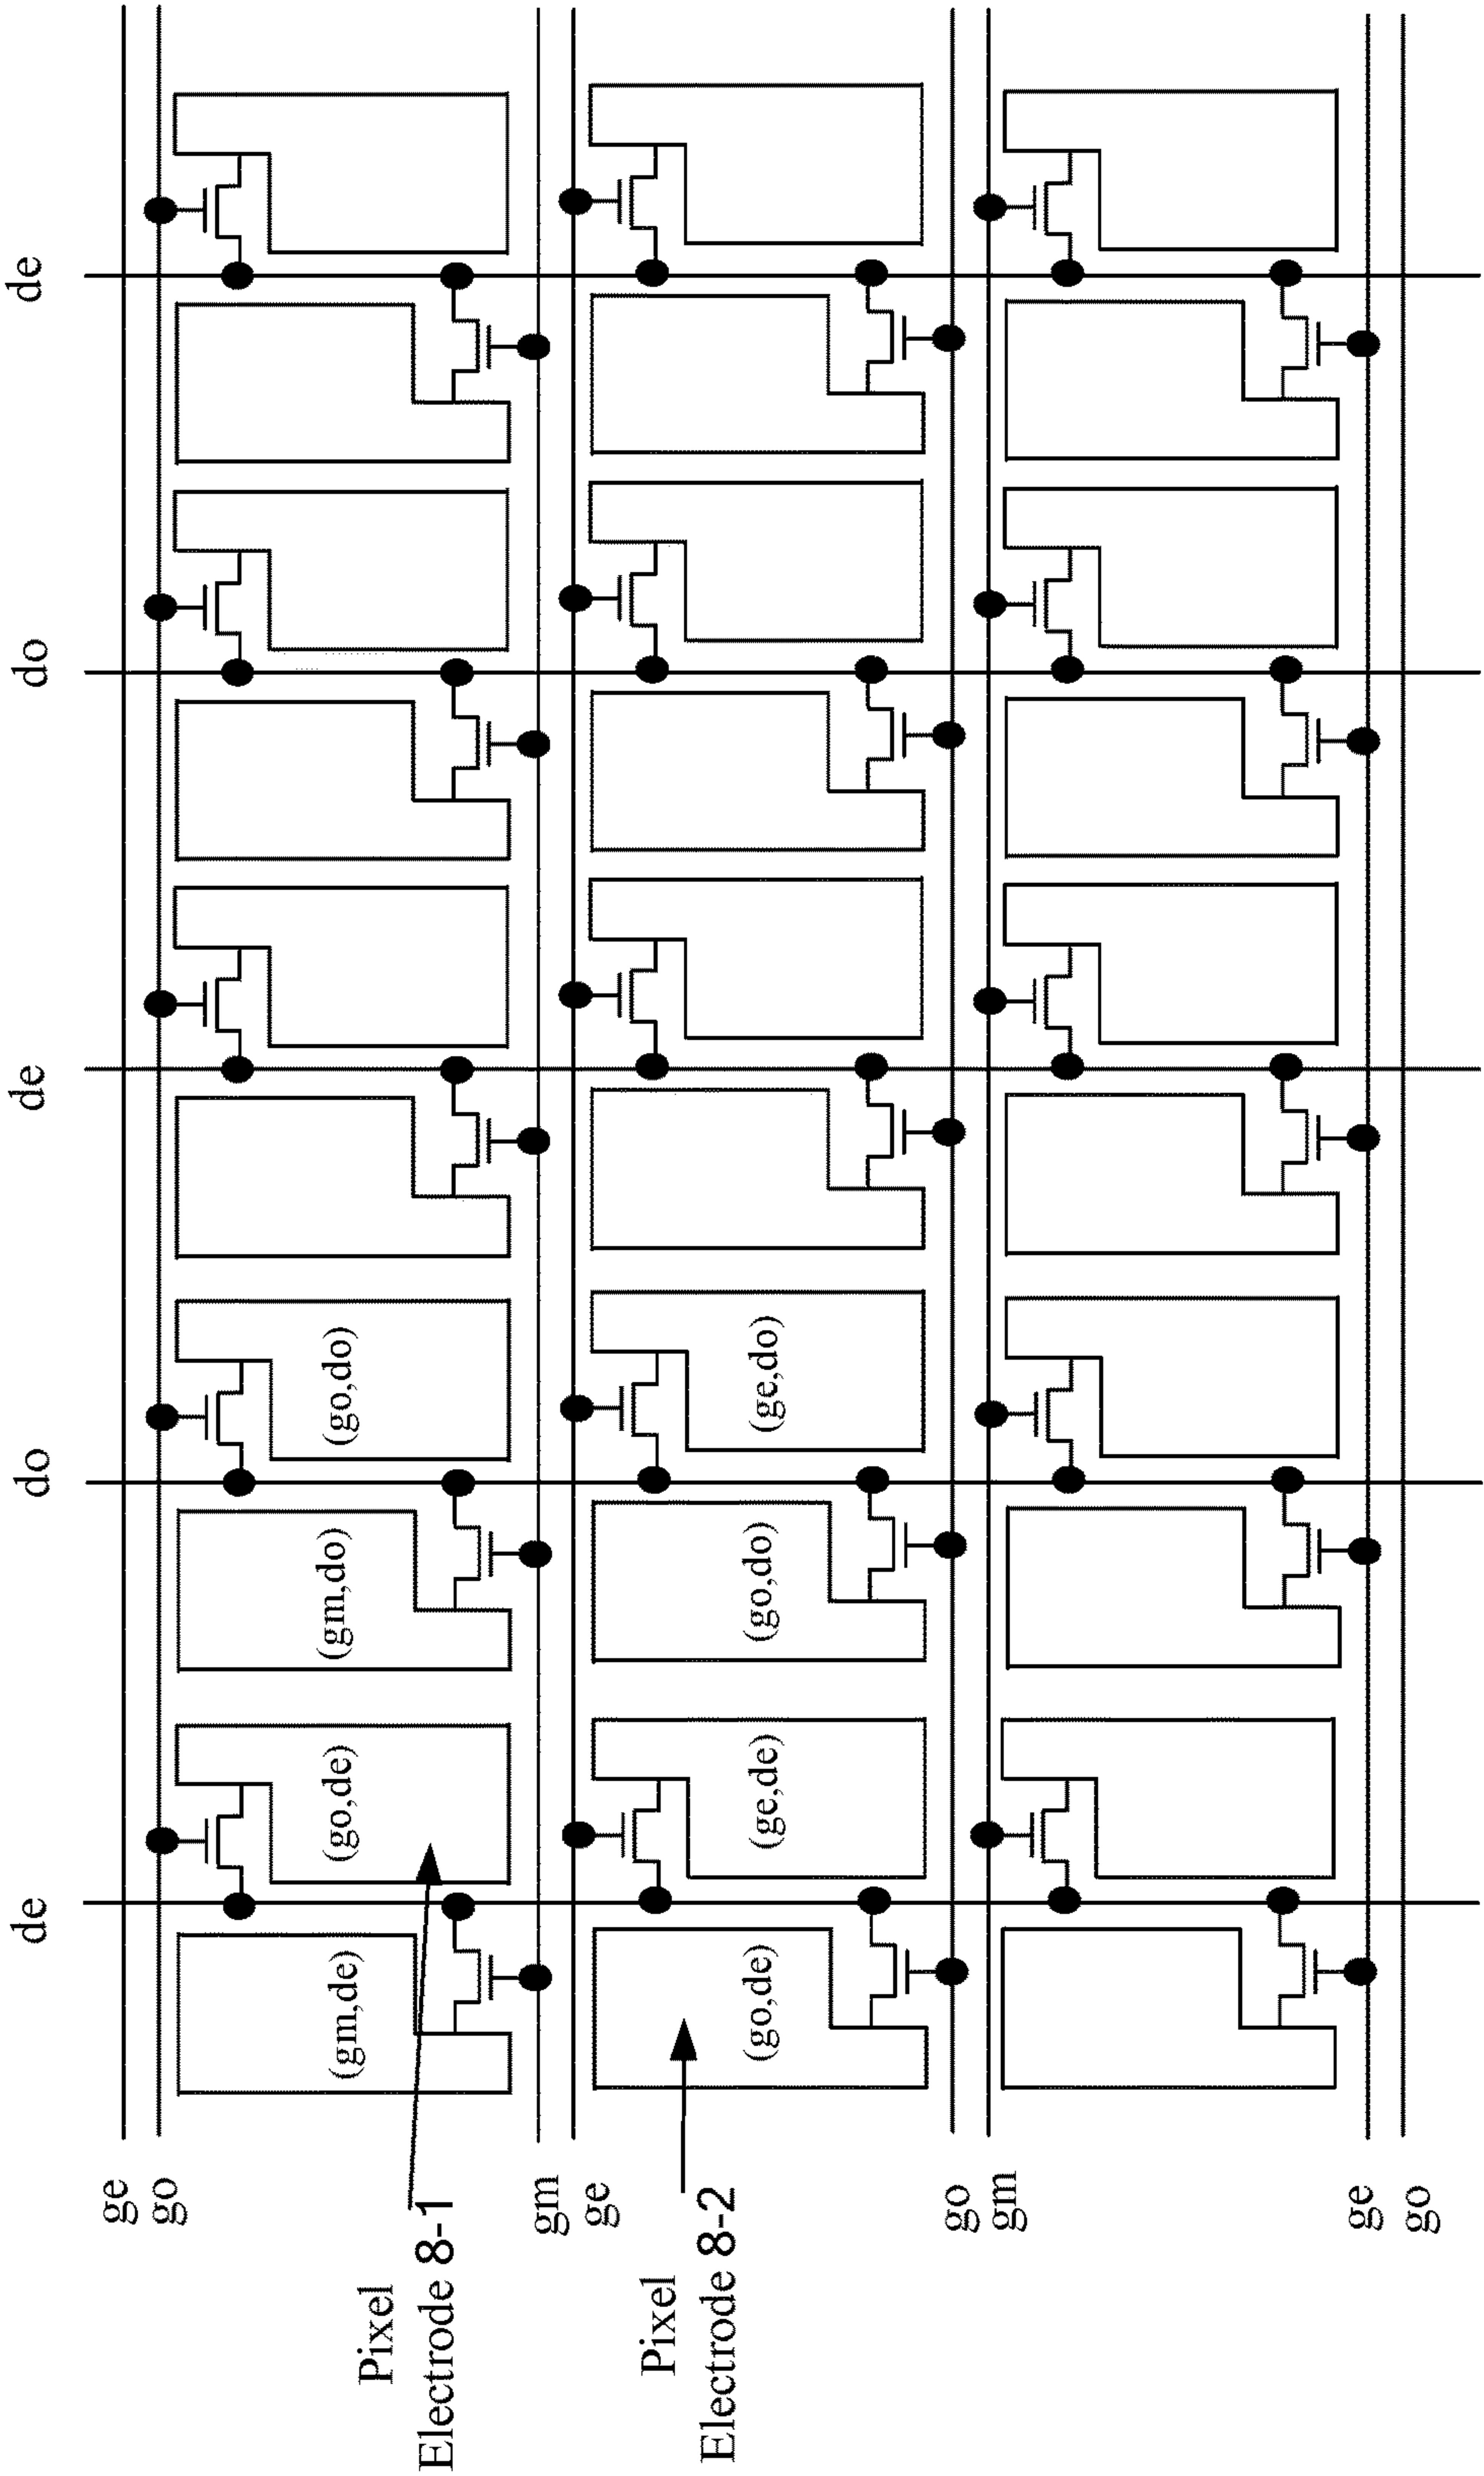 de do de do de
ge
go
(gm,de) (go,de) (gm,do) (go,do)
Pixel
Electrode 8-1
gm
ge
Pixel
Electrode 8-2
(go,de) (ge,de) (go,do) (ge,do)
go
gm
ge
go